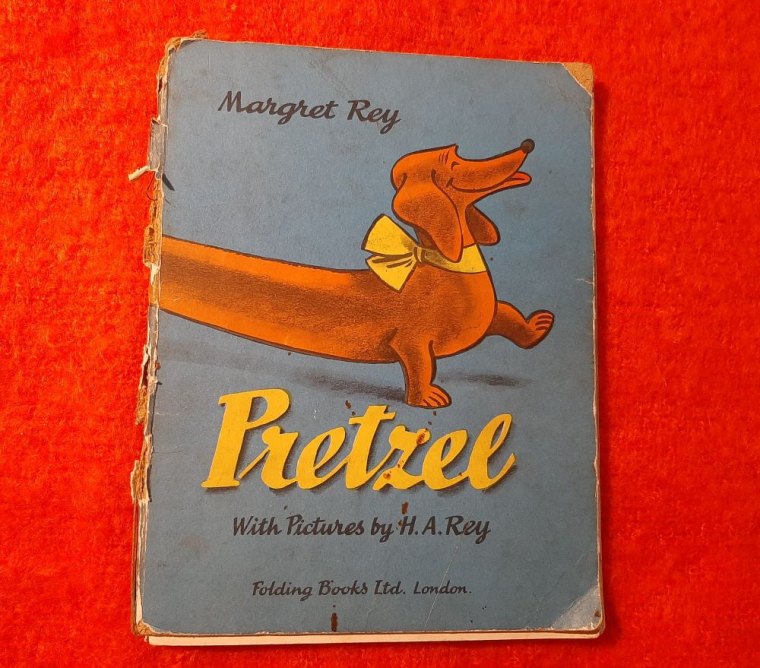 Margret Rey
Pretzel
With Pictures by H. A. Rey
Folding Books Ltd. London.